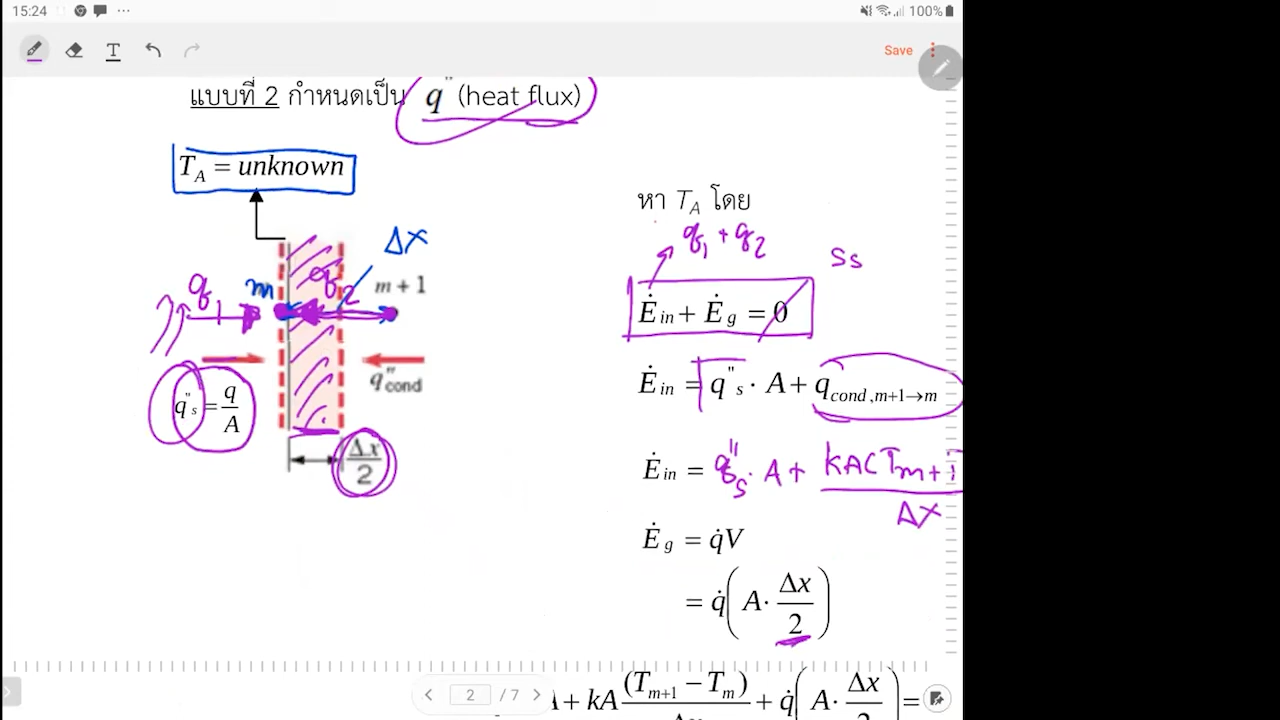 15:24
100%
Save
แบบที่ 2 กำหนดเป็น q" (heat flux)
T_A = unknown
หา T_A โดย
q₁ + q₂
ss
Δx
q₁
m
q₂
m + 1
Ė_in + Ė_g = 0
q"_cond
q"_s = q/A
Ė_in = q"_s · A + q_cond,m+1→m
Δx/2
Ė_in = q"_s · A + kA(T_m+1
Δx
Ė_g = q̇V
= q̇(A · Δx/2)
+ kA (T_m+1 − T_m) + q̇(A · Δx =
2 / 7